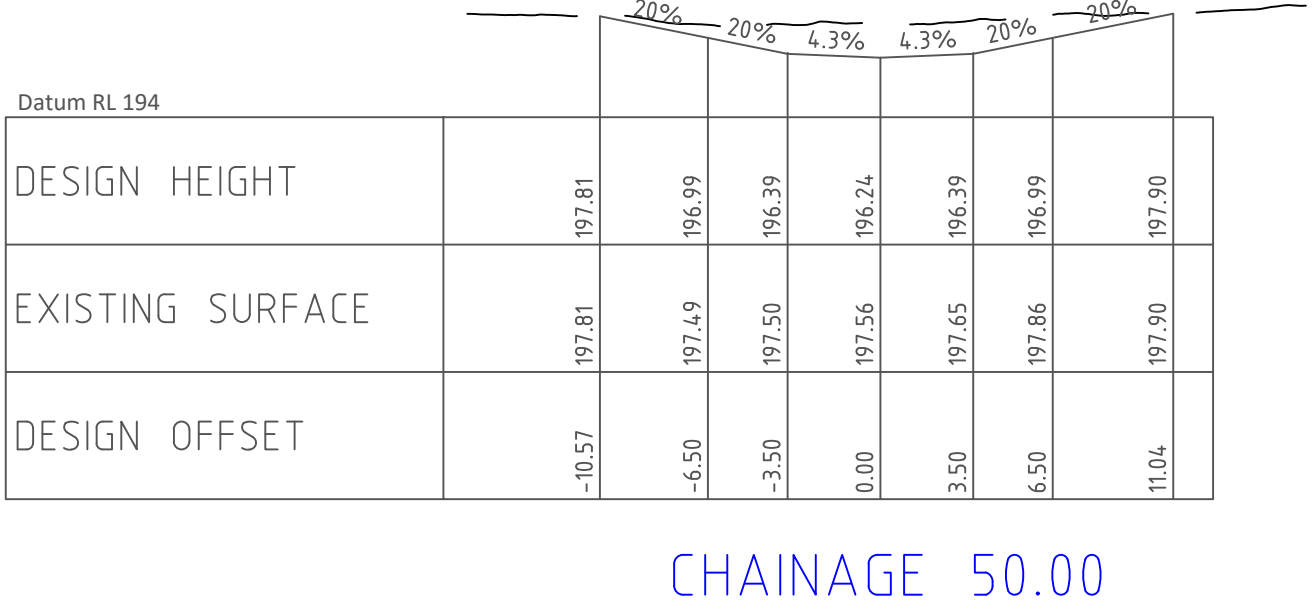 20% 20% 4.3% 4.3% 20% 20%
Datum RL 194
DESIGN HEIGHT 197.81 196.99 196.39 196.24 196.39 196.99 197.90
EXISTING SURFACE 197.81 197.49 197.50 197.56 197.65 197.86 197.90
DESIGN OFFSET -10.57 -6.50 -3.50 0.00 3.50 6.50 11.04
CHAINAGE 50.00